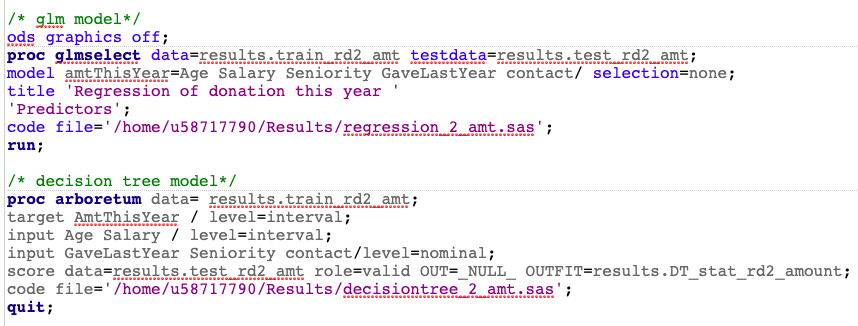 /* glm model*/
ods graphics off;
proc glmselect data=results.train_rd2_amt testdata=results.test_rd2_amt;
model amtThisYear=Age Salary Seniority GaveLastYear contact/ selection=none;
title 'Regression of donation this year '
'Predictors';
code file='/home/u58717790/Results/regression_2_amt.sas';
run;
/* decision tree model*/
proc arboretum data= results.train_rd2_amt;
target AmtThisYear / level=interval;
input Age Salary / level=interval;
input GaveLastYear Seniority contact/level=nominal;
score data=results.test_rd2_amt role=valid OUT=_NULL_ OUTFIT=results.DT_stat_rd2_amount;
code file='/home/u58717790/Results/decisiontree_2_amt.sas';
quit;